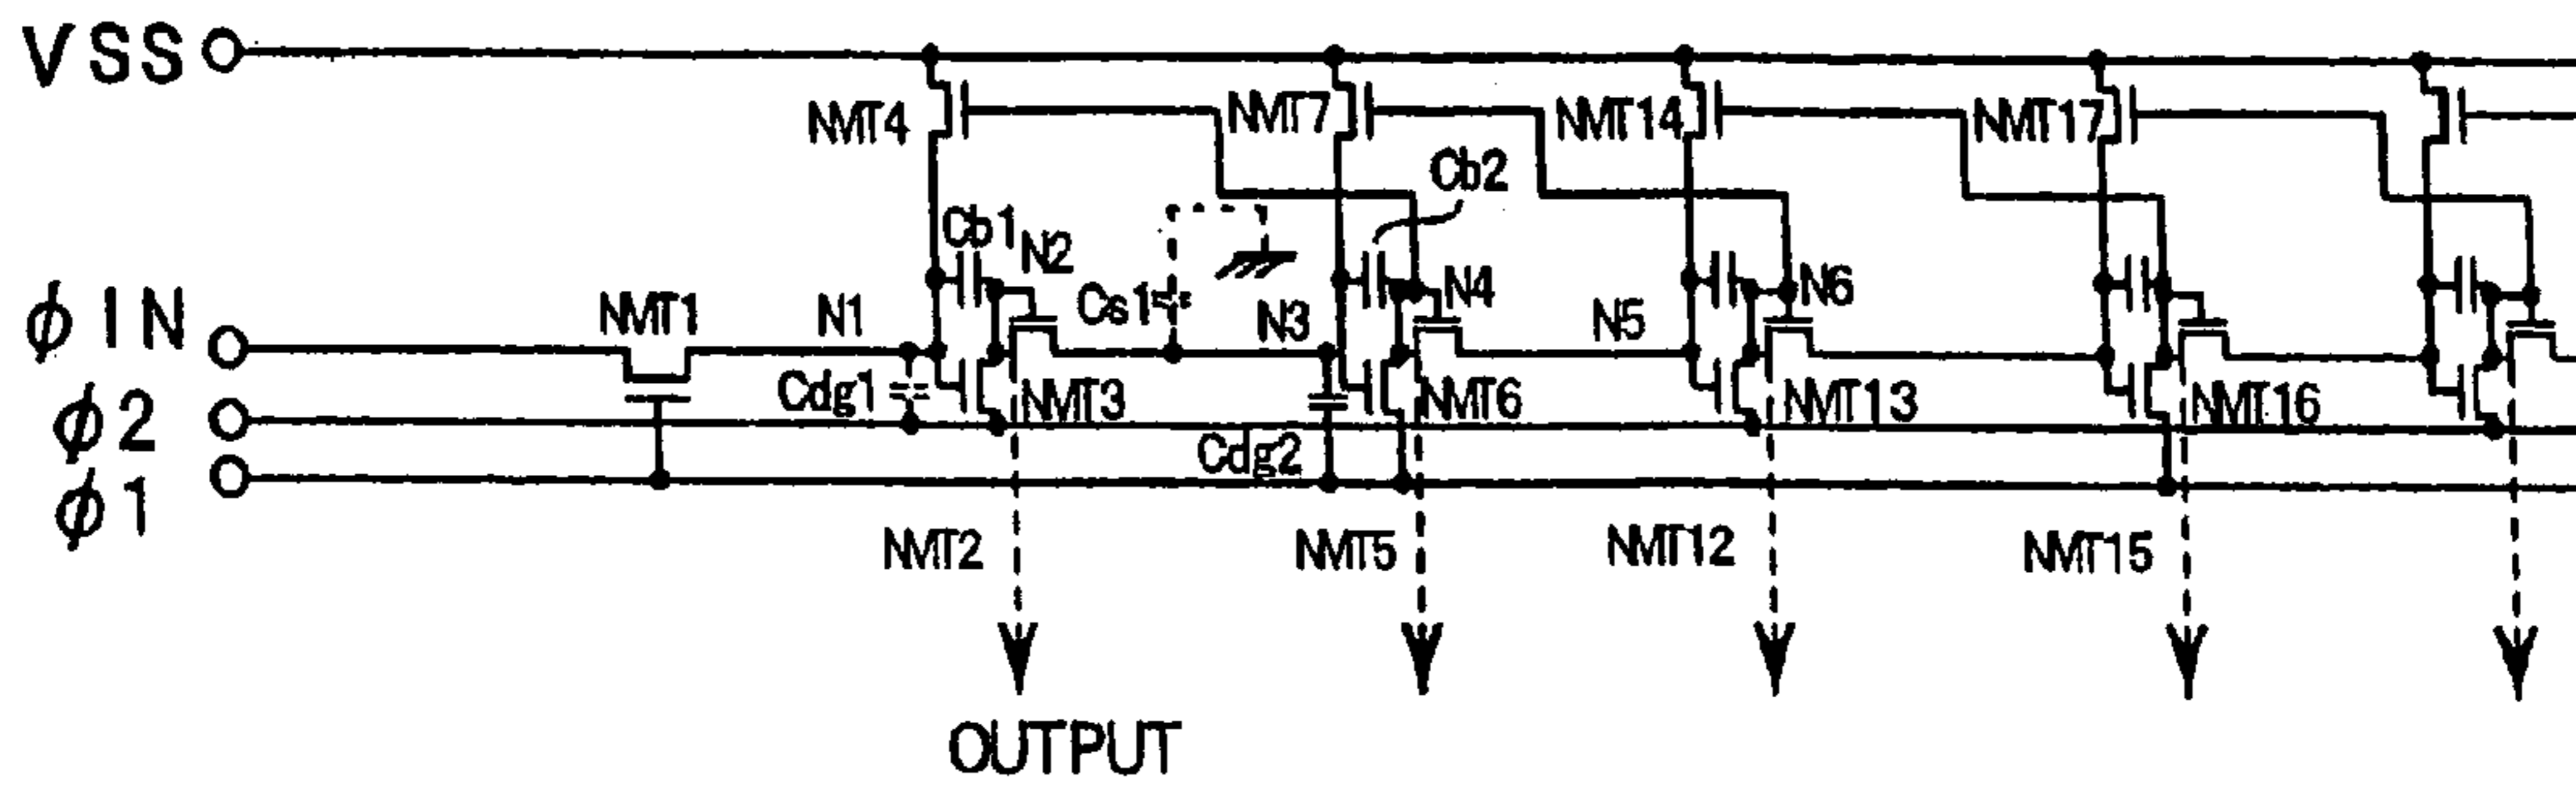 VSS
NMT4
NMT7
NMT14
NMT17
Cb2
Cb1
N2
Cs1
N4
N6
ϕIN
NMT1
N1
N3
N5
Cdg1
NMT3
NMT6
NMT13
NMT16
ϕ2
Cdg2
ϕ1
NMT2
NMT5
NMT12
NMT15
OUTPUT